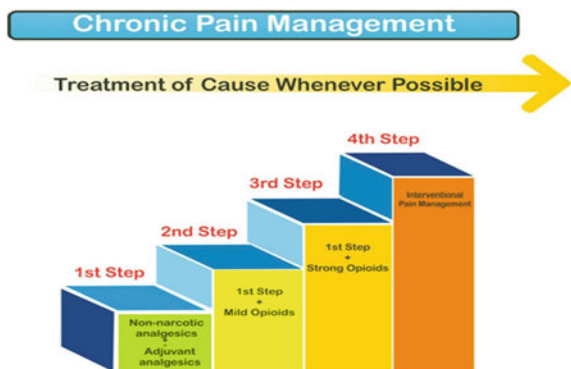 Chronic Pain Management
Treatment of Cause Whenever Possible
1st Step
Non-narcotic
analgesics
+
Adjuvant
analgesics
2nd Step
1st Step
+
Mild Opioids
3rd Step
1st Step
+
Strong Opioids
4th Step
Interventional
Pain Management